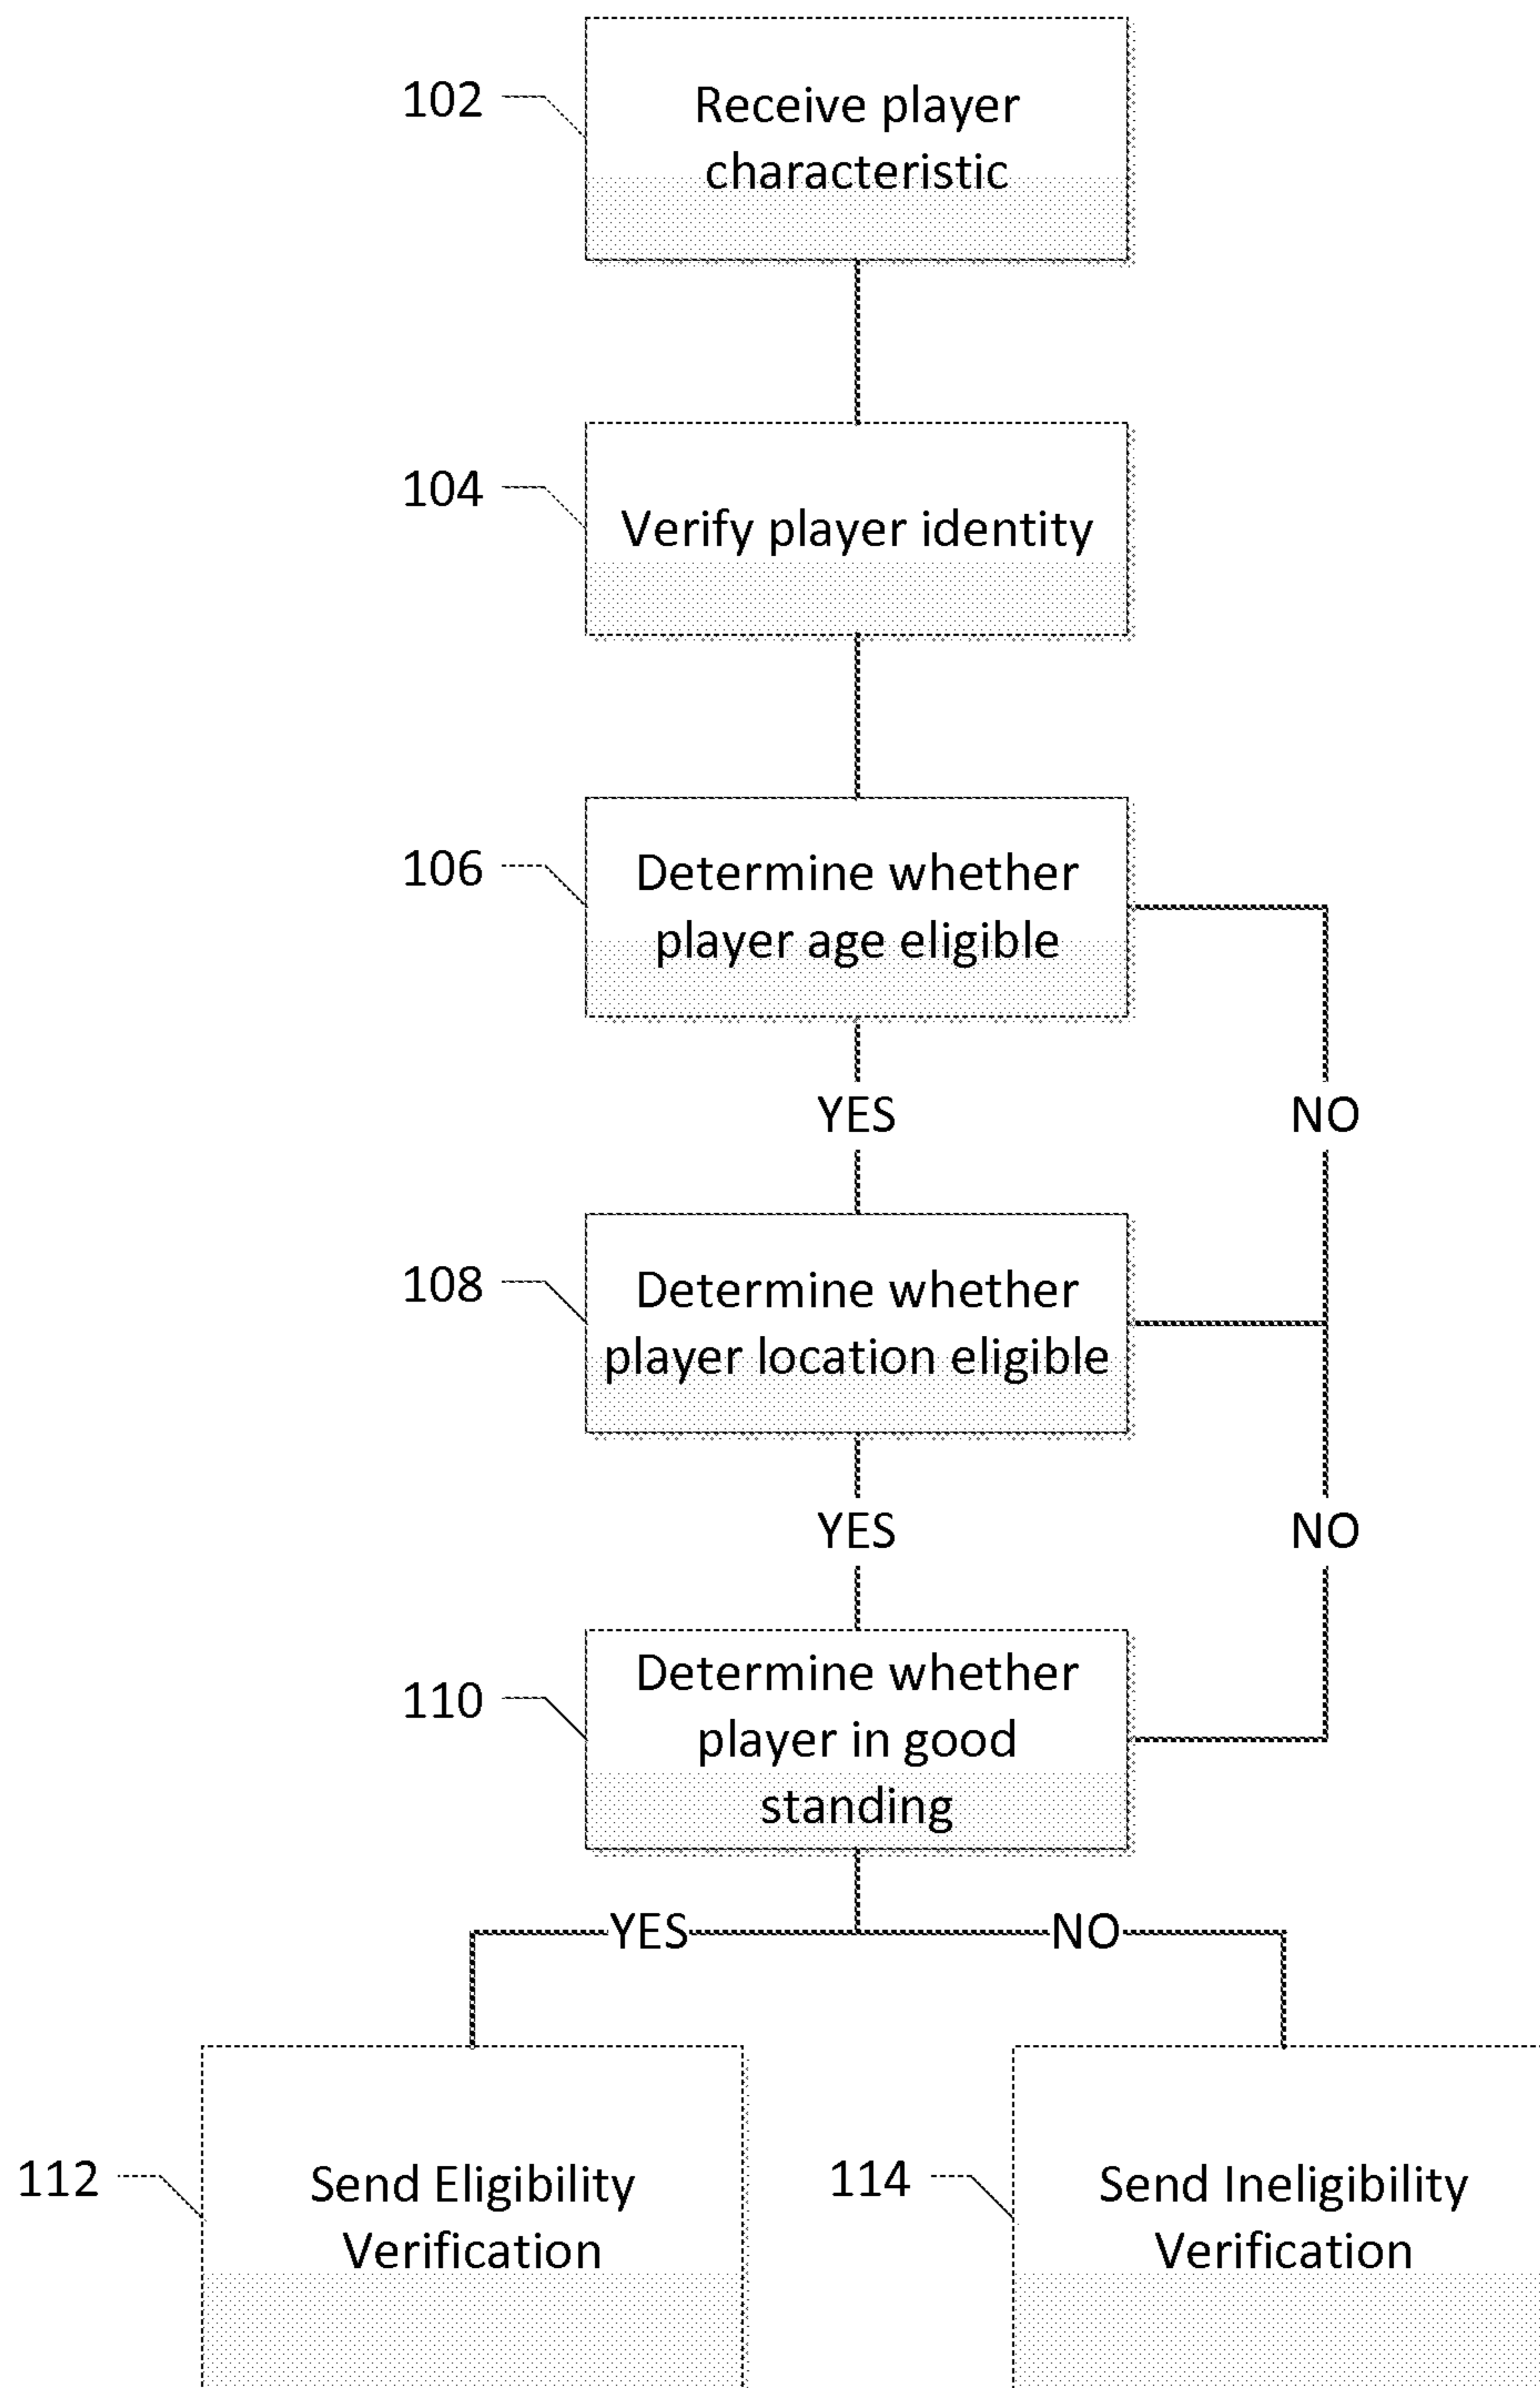 102
Receive player
characteristic
104
Verify player identity
106
Determine whether
player age eligible
YES
NO
108
Determine whether
player location eligible
YES
NO
110
Determine whether
player in good
standing
YES
NO
112
Send Eligibility
Verification
114
Send Ineligibility
Verification